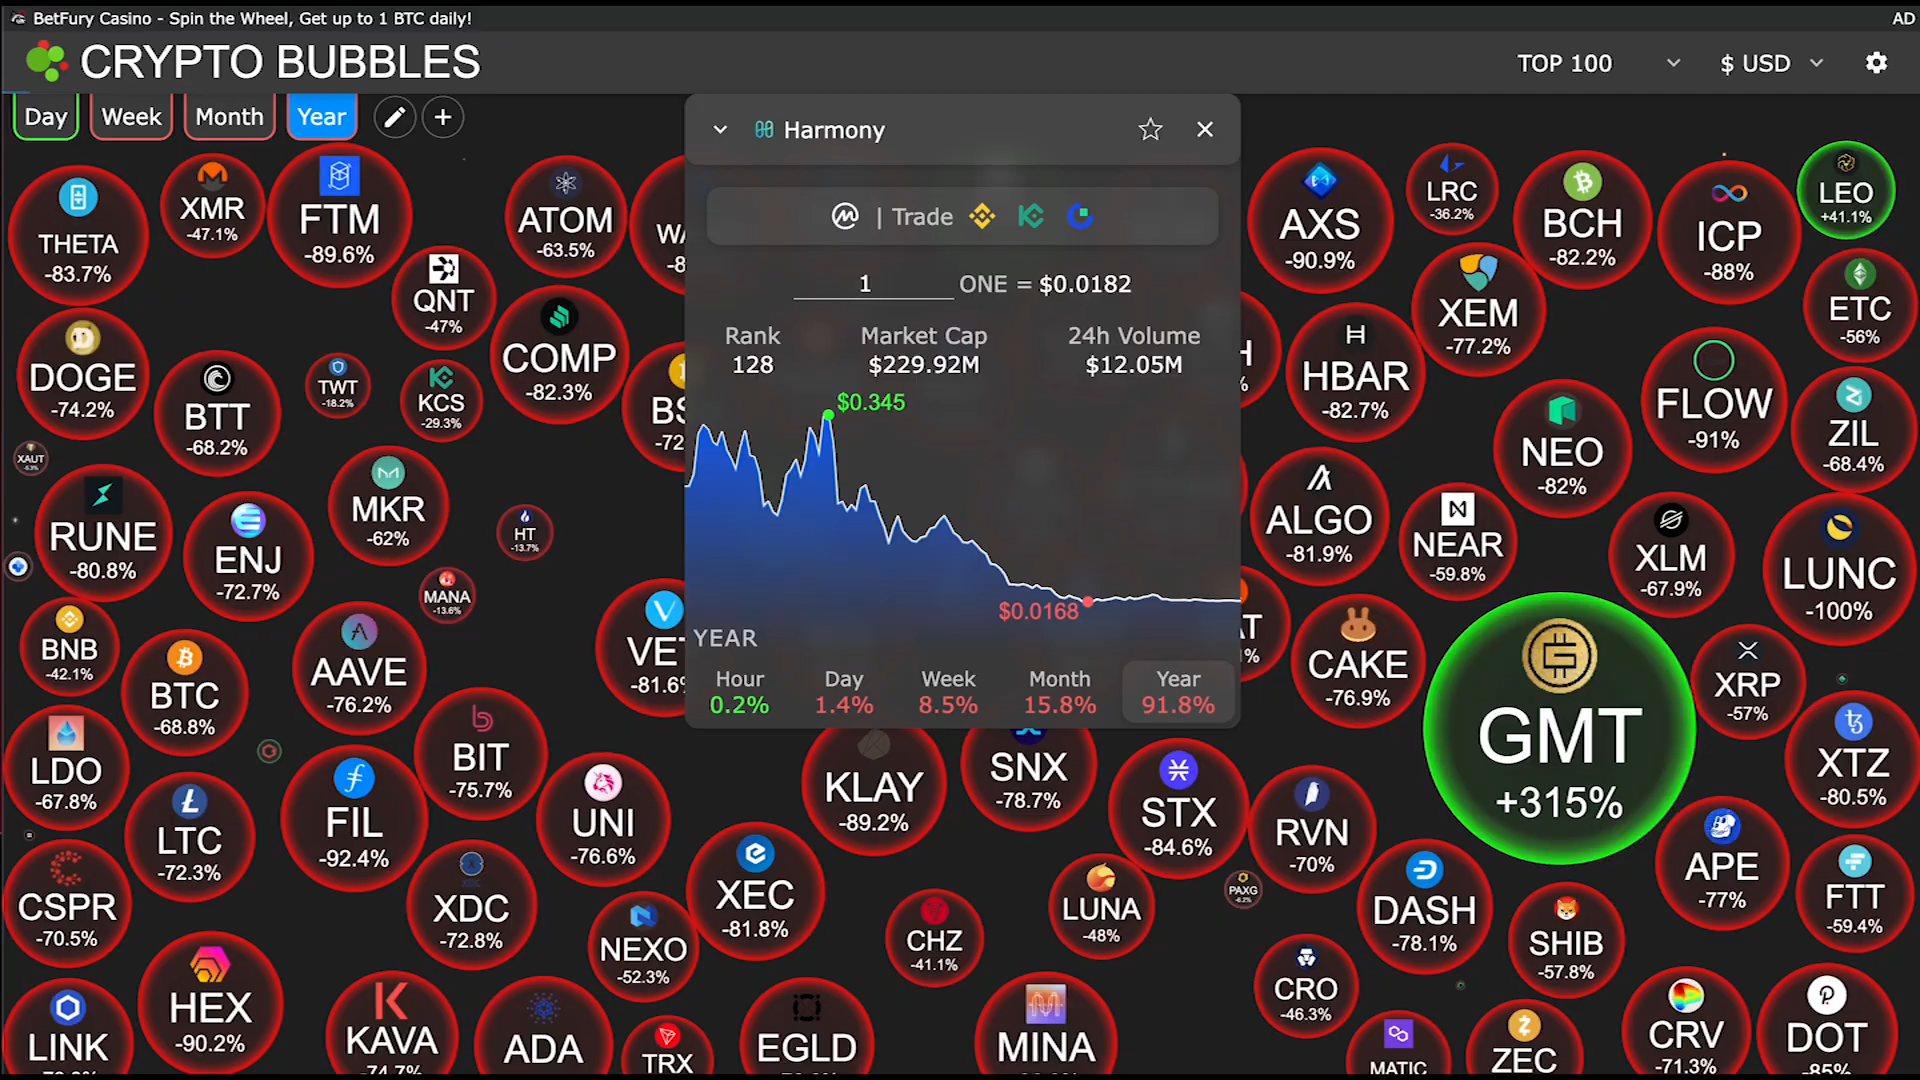 BetFury Casino - Spin the Wheel, Get up to 1 BTC daily!
AD
CRYPTO BUBBLES
TOP 100
$ USD
Day
Week
Month
Year
Harmony
| Trade
1 ONE = $0.0182
Rank
128
Market Cap
$229.92M
24h Volume
$12.05M
$0.345
$0.0168
YEAR
Hour
0.2%
Day
1.4%
Week
8.5%
Month
15.8%
Year
91.8%
THETA
-83.7%
XMR
-47.1%
FTM
-89.6%
ATOM
-63.5%
QNT
-47%
DOGE
-74.2%
BTT
-68.2%
TWT
-18.2%
KCS
-29.3%
COMP
-82.3%
XAUT
RUNE
-80.8%
ENJ
-72.7%
MKR
-62%
HT
-13.7%
MANA
-13.6%
BNB
-42.1%
BTC
-68.8%
AAVE
-76.2%
VET
-81.6%
LDO
-67.8%
LTC
-72.3%
FIL
-92.4%
BIT
-75.7%
UNI
-76.6%
CSPR
-70.5%
XDC
-72.8%
NEXO
-52.3%
XEC
-81.8%
KLAY
-89.2%
SNX
-78.7%
STX
-84.6%
CHZ
-41.1%
LUNA
-48%
HEX
-90.2%
LINK
KAVA
-74.7%
ADA
TRX
EGLD
MINA
AXS
-90.9%
LRC
-36.2%
BCH
-82.2%
ICP
-88%
LEO
+41.1%
XEM
-77.2%
ETC
-56%
HBAR
-82.7%
FLOW
-91%
NEO
-82%
ZIL
-68.4%
ALGO
-81.9%
NEAR
-59.8%
XLM
-67.9%
LUNC
-100%
CAKE
-76.9%
GMT
+315%
XRP
-57%
XTZ
-80.5%
RVN
-70%
PAXG
-6.2%
DASH
-78.1%
APE
-77%
FTT
-59.4%
SHIB
-57.8%
CRO
-46.3%
MATIC
ZEC
CRV
-71.3%
DOT
-85%